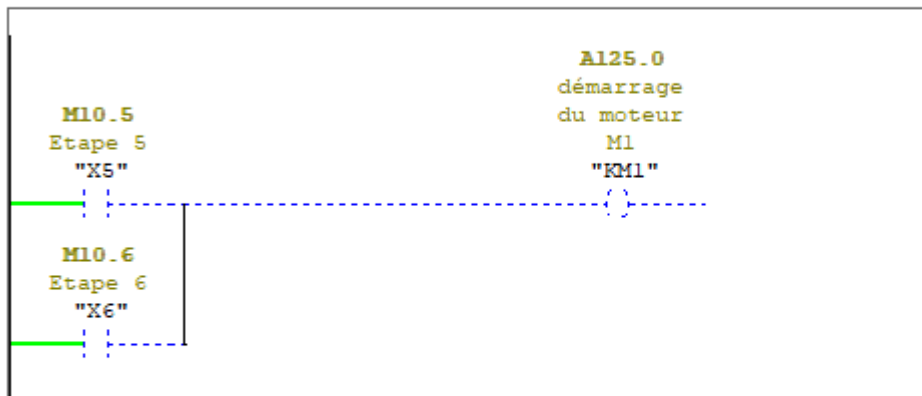 A125.0
démarrage
du moteur
M1
"KM1"
M10.5
Etape 5
"X5"
M10.6
Etape 6
"X6"